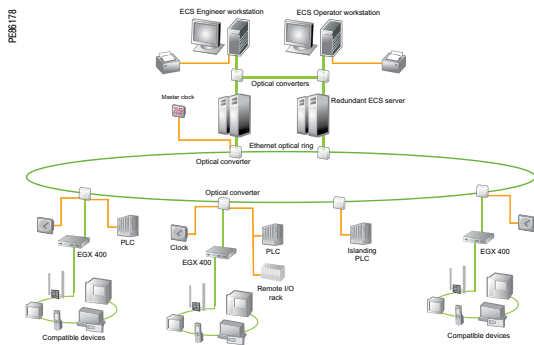 PE86178
ECS Engineer workstation
ECS Operator workstation
Optical converters
Master clock
Redundant ECS server
Ethernet optical ring
Optical converter
Optical converter
PLC
EGX 400
Clock
EGX 400
PLC
Remote I/O
rack
Islanding
PLC
EGX 400
Compatible devices
Compatible devices
Compatible devices